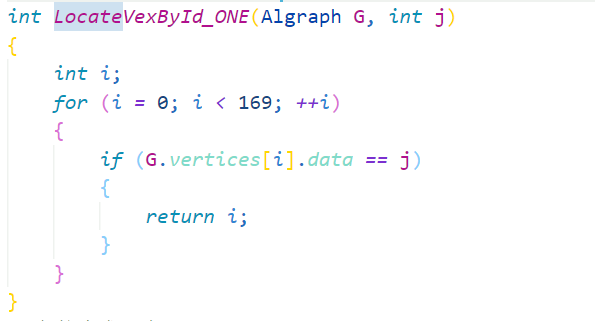 int LocateVexById_ONE(Algraph G, int j)
{
    int i;
    for (i = 0; i < 169; ++i)
    {
        if (G.vertices[i].data == j)
        {
            return i;
        }
    }
}